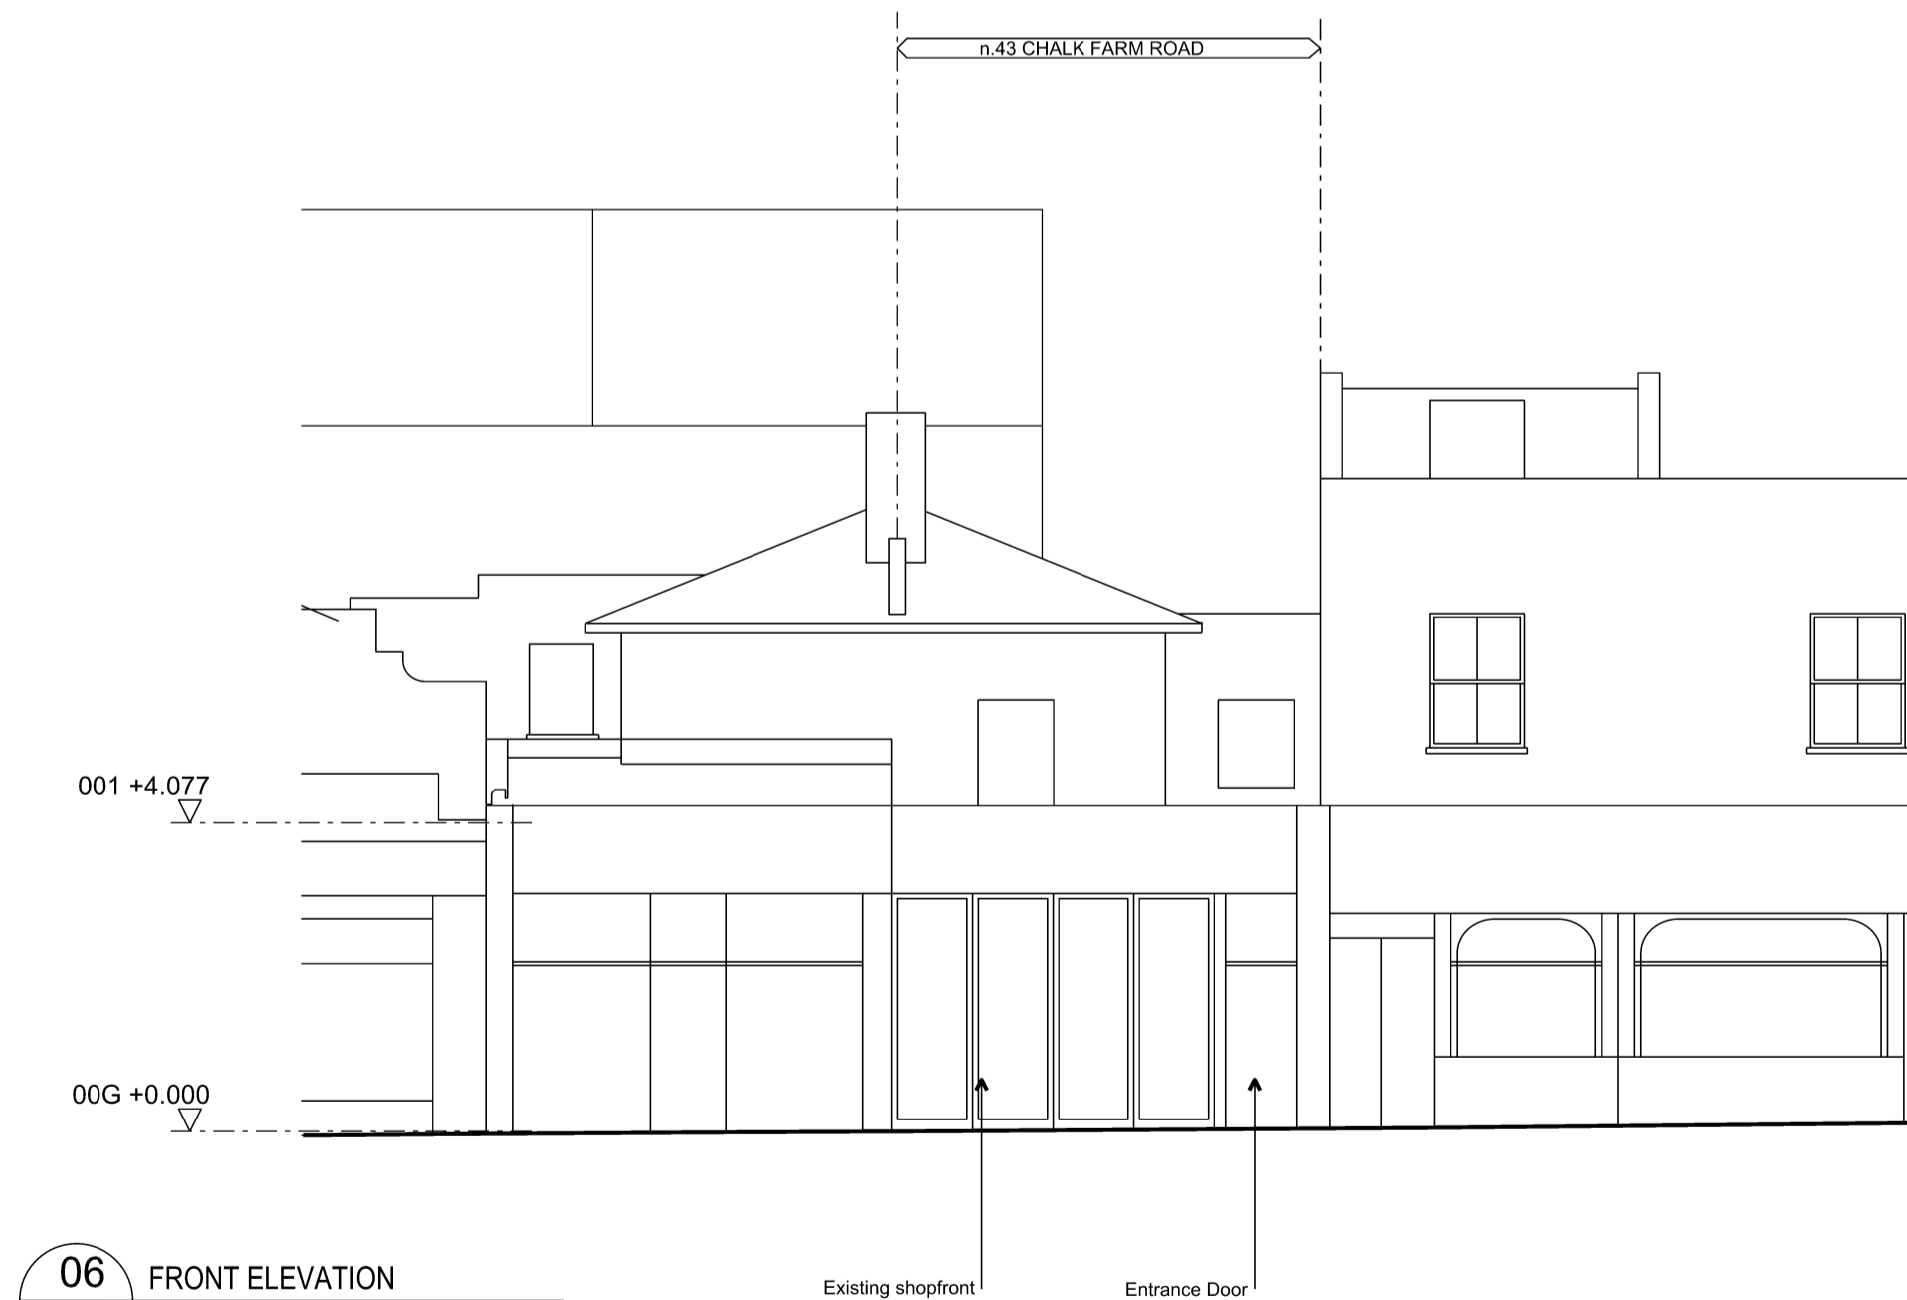 n.43 CHALK FARM ROAD
001 +4.077
00G +0.000
06 FRONT ELEVATION
Existing shopfront
Entrance Door